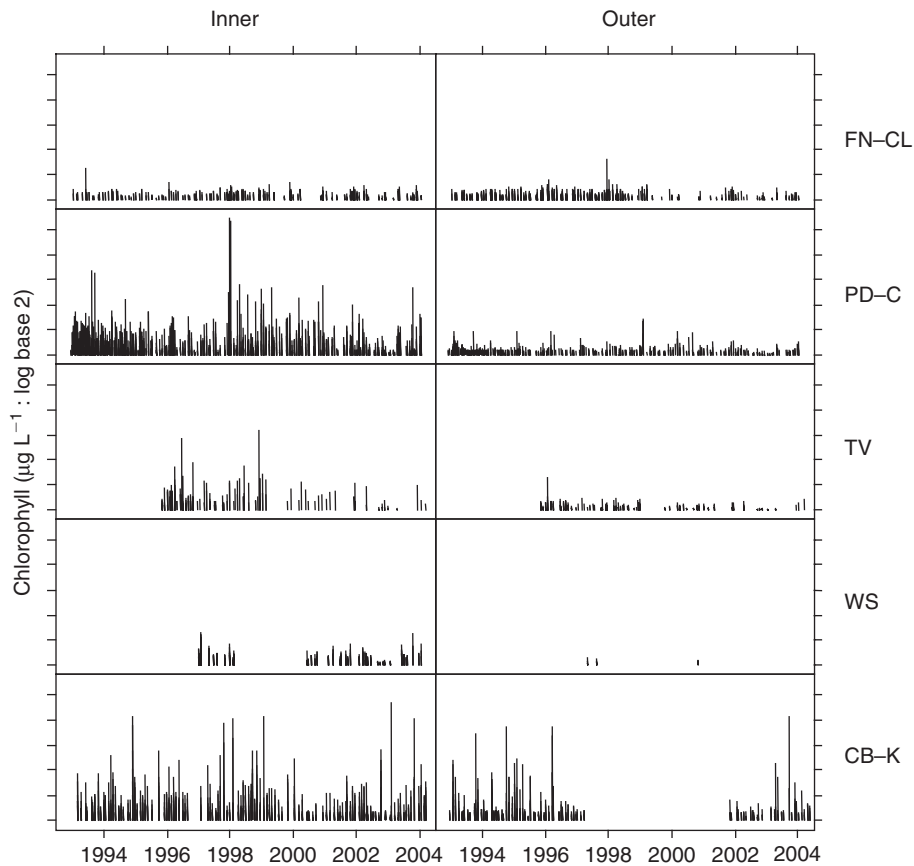 Inner Outer
FN–CL
PD–C
TV
WS
CB–K
Chlorophyll (µg L⁻¹ : log base 2)
1994 1996 1998 2000 2002 2004 1994 1996 1998 2000 2002 2004